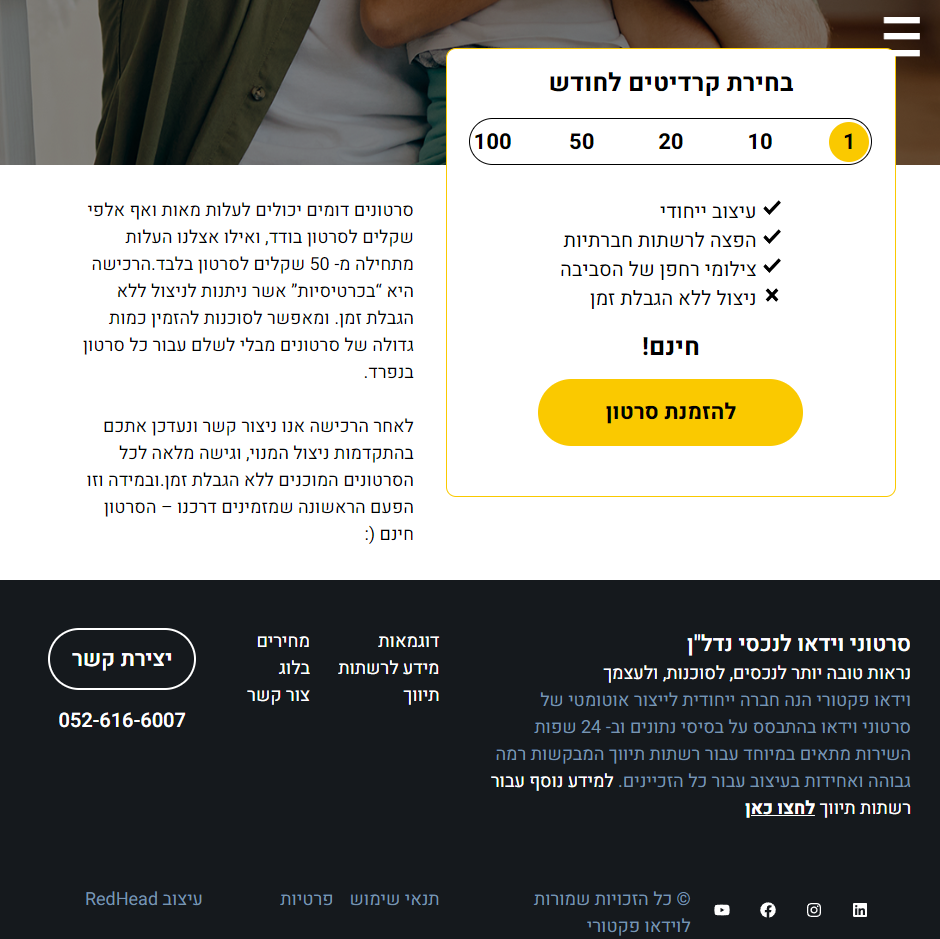 בחירת קרדיטים לחודש
1 10 20 50 100
עיצוב ייחודי
הפצה לרשתות חברתיות
צילומי רחפן של הסביבה
ניצול ללא הגבלת זמן
חינם!
להזמנת סרטון
סרטונים דומים יכולים לעלות מאות ואף אלפי
שקלים לסרטון בודד, ואילו אצלנו העלות
מתחילה מ- 50 שקלים לסרטון בלבד.הרכישה
היא “בכרטיסיות” אשר ניתנות לניצול ללא
הגבלת זמן. ומאפשר לסוכנות להזמין כמות
גדולה של סרטונים מבלי לשלם עבור כל סרטון
בנפרד.
לאחר הרכישה אנו ניצור קשר ונעדכן אתכם
בהתקדמות ניצול המנוי, וגישה מלאה לכל
הסרטונים המוכנים ללא הגבלת זמן.ובמידה וזו
הפעם הראשונה שמזמינים דרכנו – הסרטון
חינם (:
סרטוני וידאו לנכסי נדל"ן
נראות טובה יותר לנכסים, לסוכנות, ולעצמך
וידאו פקטורי הנה חברה ייחודית לייצור אוטומטי של
סרטוני וידאו בהתבסס על בסיסי נתונים וב- 24 שפות
השירות מתאים במיוחד עבור רשתות תיווך המבקשות רמה
גבוהה ואחידות בעיצוב עבור כל הזכיינים. למידע נוסף עבור
רשתות תיווך לחצו כאן
דוגמאות
מידע לרשתות
תיווך
מחירים
בלוג
צור קשר
יצירת קשר
052-616-6007
© כל הזכויות שמורות
לוידאו פקטורי
תנאי שימוש
פרטיות
עיצוב RedHead